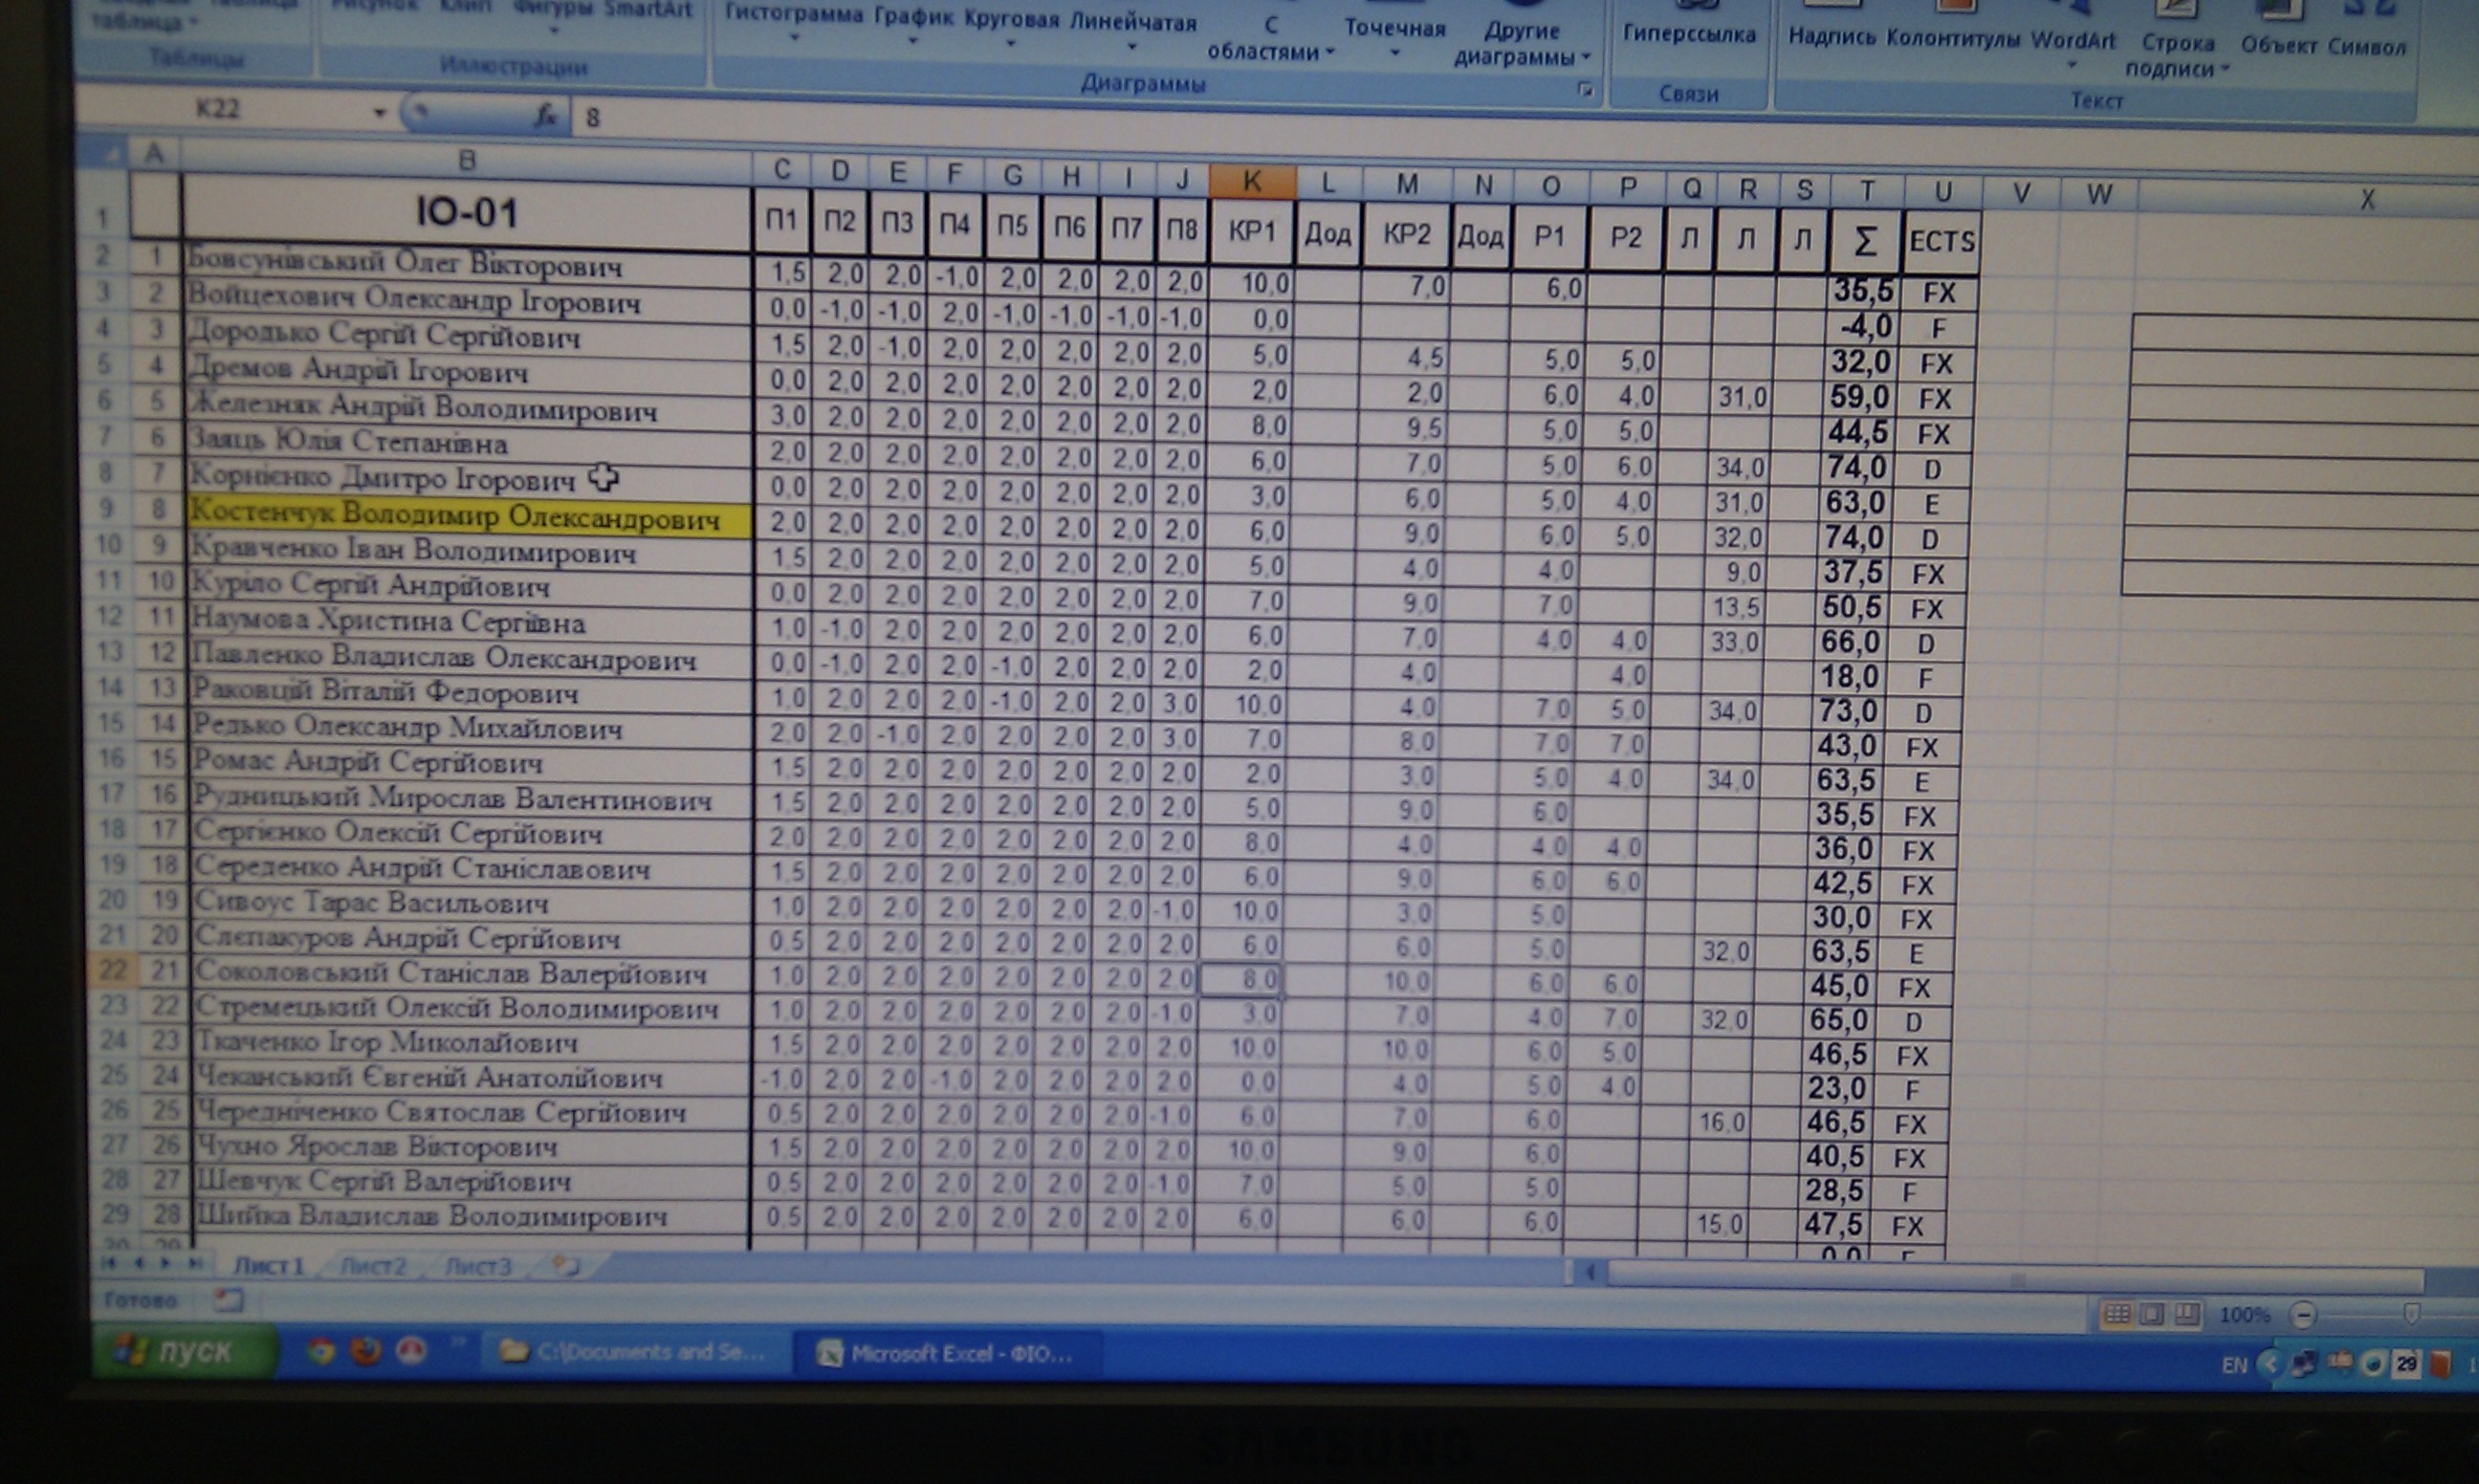 таблица
Рисунок Клип Фигуры SmartArt Гистограмма График Круговая Линейчатая С областями Точечная Другие диаграммы Гиперссылка Надпись Колонтитулы WordArt Строка подписи Объект Символ
Таблицы Иллюстрации Диаграммы Связи Текст
K22 fx 8
A B C D E F G H I J K L M N O P Q R S T U V W X
1 ІО-01 П1 П2 П3 П4 П5 П6 П7 П8 КР1 Дод КР2 Дод Р1 Р2 Л Л Л Σ ECTS
2 1 Бовсунівський Олег Вікторович 1,5 2,0 2,0 -1,0 2,0 2,0 2,0 2,0 10,0 7,0 6,0 35,5 FX
3 2 Войцехович Олександр Ігорович 0,0 -1,0 -1,0 2,0 -1,0 -1,0 -1,0 -1,0 0,0 -4,0 F
4 3 Дородько Сергій Сергійович 1,5 2,0 -1,0 2,0 2,0 2,0 2,0 2,0 5,0 4,5 5,0 5,0 32,0 FX
5 4 Дремов Андрій Ігорович 0,0 2,0 2,0 2,0 2,0 2,0 2,0 2,0 2,0 2,0 6,0 4,0 31,0 59,0 FX
6 5 Железняк Андрій Володимирович 3,0 2,0 2,0 2,0 2,0 2,0 2,0 2,0 8,0 9,5 5,0 5,0 44,5 FX
7 6 Заяць Юлія Степанівна 2,0 2,0 2,0 2,0 2,0 2,0 2,0 2,0 6,0 7,0 5,0 6,0 34,0 74,0 D
8 7 Корнієнко Дмитро Ігорович 0,0 2,0 2,0 2,0 2,0 2,0 2,0 2,0 3,0 6,0 5,0 4,0 31,0 63,0 E
9 8 Костенчук Володимир Олександрович 2,0 2,0 2,0 2,0 2,0 2,0 2,0 2,0 6,0 9,0 6,0 5,0 32,0 74,0 D
10 9 Кравченко Іван Володимирович 1,5 2,0 2,0 2,0 2,0 2,0 2,0 2,0 5,0 4,0 4,0 9,0 37,5 FX
11 10 Куріло Сергій Андрійович 0,0 2,0 2,0 2,0 2,0 2,0 2,0 2,0 7,0 9,0 7,0 13,5 50,5 FX
12 11 Наумова Христина Сергіївна 1,0 -1,0 2,0 2,0 2,0 2,0 2,0 2,0 6,0 7,0 4,0 4,0 33,0 66,0 D
13 12 Павленко Владислав Олександрович 0,0 -1,0 2,0 2,0 -1,0 2,0 2,0 2,0 2,0 4,0 4,0 18,0 F
14 13 Раковцій Віталій Федорович 1,0 2,0 2,0 2,0 -1,0 2,0 2,0 3,0 10,0 4,0 7,0 5,0 34,0 73,0 D
15 14 Редько Олександр Михайлович 2,0 2,0 -1,0 2,0 2,0 2,0 2,0 3,0 7,0 8,0 7,0 7,0 43,0 FX
16 15 Ромас Андрій Сергійович 1,5 2,0 2,0 2,0 2,0 2,0 2,0 2,0 2,0 3,0 5,0 4,0 34,0 63,5 E
17 16 Рудницький Мирослав Валентинович 1,5 2,0 2,0 2,0 2,0 2,0 2,0 2,0 5,0 9,0 6,0 35,5 FX
18 17 Сергієнко Олексій Сергійович 2,0 2,0 2,0 2,0 2,0 2,0 2,0 2,0 8,0 4,0 4,0 4,0 36,0 FX
19 18 Середенко Андрій Станіславович 1,5 2,0 2,0 2,0 2,0 2,0 2,0 2,0 6,0 9,0 6,0 6,0 42,5 FX
20 19 Сивоус Тарас Васильович 1,0 2,0 2,0 2,0 2,0 2,0 2,0 -1,0 10,0 3,0 5,0 30,0 FX
21 20 Слєпакуров Андрій Сергійович 0,5 2,0 2,0 2,0 2,0 2,0 2,0 2,0 6,0 6,0 5,0 32,0 63,5 E
22 21 Соколовський Станіслав Валерійович 1,0 2,0 2,0 2,0 2,0 2,0 2,0 2,0 8,0 10,0 6,0 6,0 45,0 FX
23 22 Стремецький Олексій Володимирович 1,0 2,0 2,0 2,0 2,0 2,0 2,0 -1,0 3,0 7,0 4,0 7,0 32,0 65,0 D
24 23 Ткаченко Ігор Миколайович 1,5 2,0 2,0 2,0 2,0 2,0 2,0 2,0 10,0 10,0 6,0 5,0 46,5 FX
25 24 Чеканський Євгеній Анатолійович -1,0 2,0 2,0 -1,0 2,0 2,0 2,0 2,0 0,0 4,0 5,0 4,0 23,0 F
26 25 Чередніченко Святослав Сергійович 0,5 2,0 2,0 2,0 2,0 2,0 2,0 -1,0 6,0 7,0 6,0 16,0 46,5 FX
27 26 Чухно Ярослав Вікторович 1,5 2,0 2,0 2,0 2,0 2,0 2,0 2,0 10,0 9,0 6,0 40,5 FX
28 27 Шевчук Сергій Валерійович 0,5 2,0 2,0 2,0 2,0 2,0 2,0 -1,0 7,0 5,0 5,0 28,5 F
29 28 Шийка Владислав Володимирович 0,5 2,0 2,0 2,0 2,0 2,0 2,0 2,0 6,0 6,0 6,0 15,0 47,5 FX
Лист1 Лист2 Лист3
Готово 100%
пуск C:\Documents and Se... Microsoft Excel - ФІО... EN 29
SAMSUNG